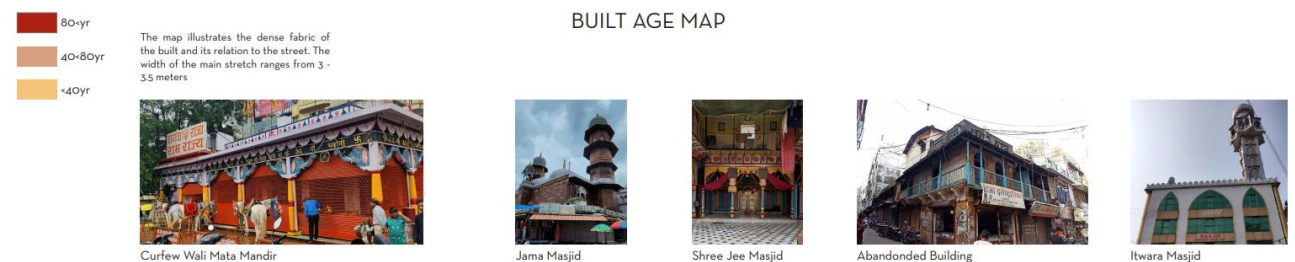 BUILT AGE MAP
80<yr
40<80yr
<40yr
The map illustrates the dense fabric of
the built and its relation to the street. The
width of the main stretch ranges from 3 -
3.5 meters
राम राज्य
Curfew Wali Mata Mandir
Jama Masjid
Shree Jee Masjid
Abandonded Building
Itwara Masjid